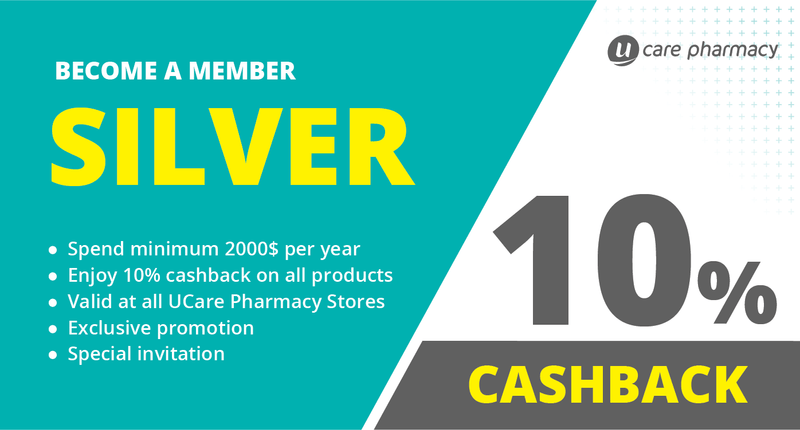 BECOME A MEMBER
SILVER
• Spend minimum 2000$ per year
• Enjoy 10% cashback on all products
• Valid at all UCare Pharmacy Stores
• Exclusive promotion
• Special invitation
u care pharmacy
10%
CASHBACK